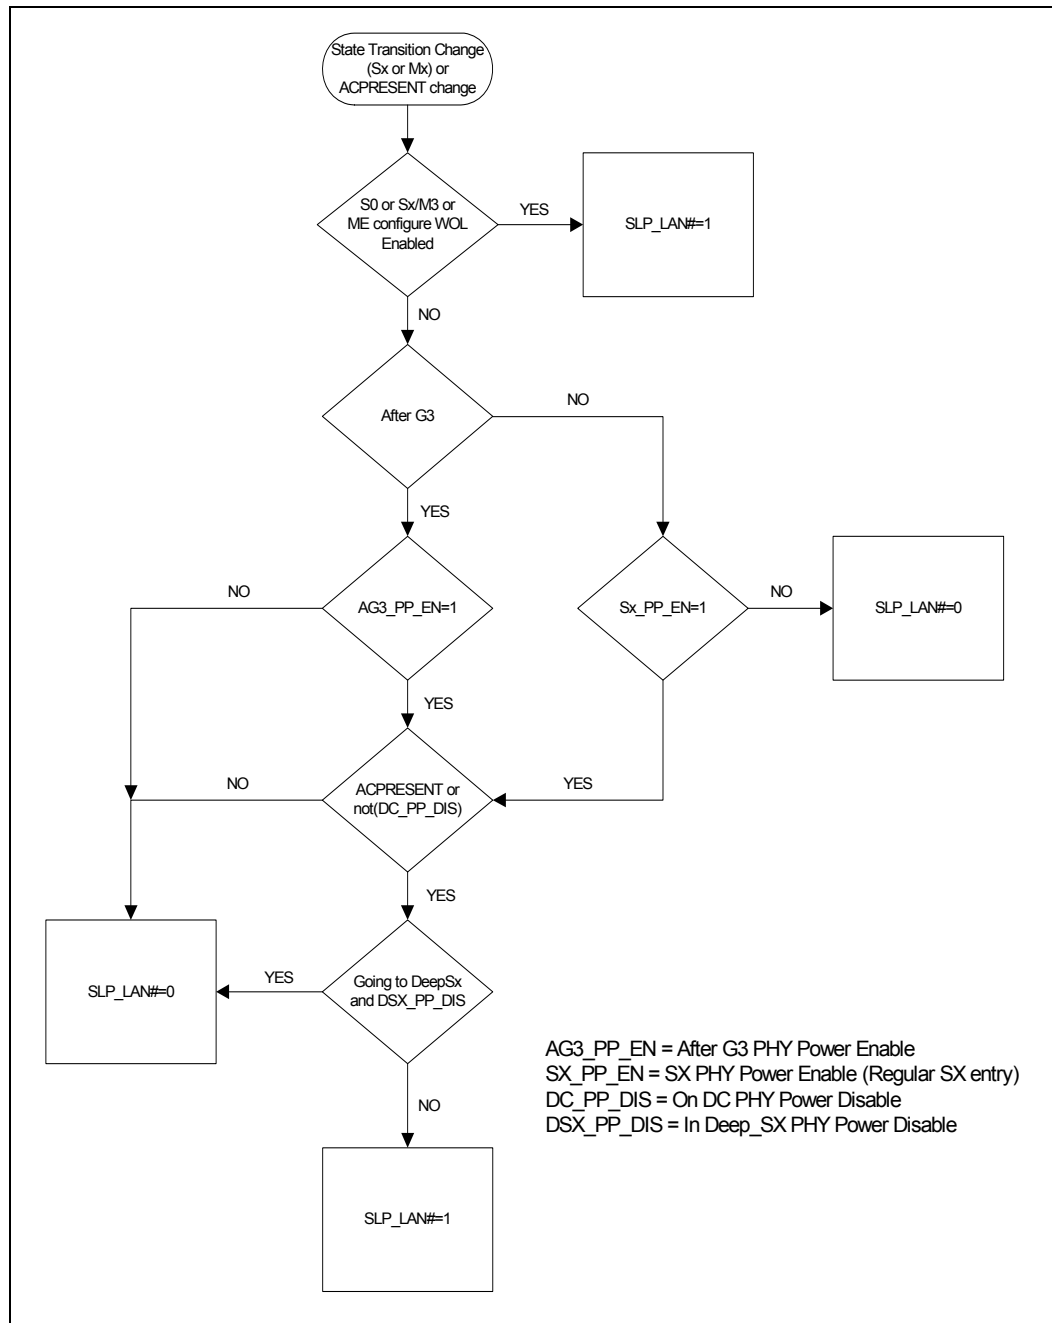 State Transition Change
(Sx or Mx) or
ACPRESENT change
S0 or Sx/M3 or
ME configure WOL
Enabled
YES
SLP_LAN#=1
NO
After G3
NO
YES
AG3_PP_EN=1
NO
Sx_PP_EN=1
NO
SLP_LAN#=0
YES
ACPRESENT or
not(DC_PP_DIS)
NO
YES
YES
Going to DeepSx
and DSX_PP_DIS
YES
SLP_LAN#=0
NO
SLP_LAN#=1
AG3_PP_EN = After G3 PHY Power Enable
SX_PP_EN = SX PHY Power Enable (Regular SX entry)
DC_PP_DIS = On DC PHY Power Disable
DSX_PP_DIS = In Deep_SX PHY Power Disable